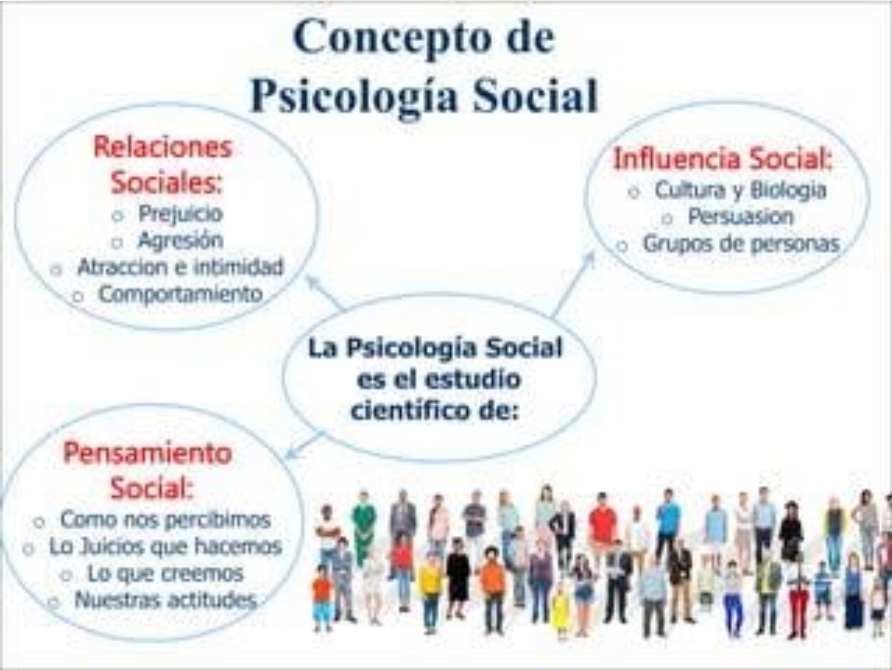 Concepto de
Psicología Social
Relaciones
Sociales:
o Prejuicio
o Agresión
o Atraccion e intimidad
o Comportamiento
Influencia Social:
o Cultura y Biologia
o Persuasion
o Grupos de personas
La Psicología Social
es el estudio
científico de:
Pensamiento
Social:
o Como nos percibimos
o Lo Juicios que hacemos
o Lo que creemos
o Nuestras actitudes